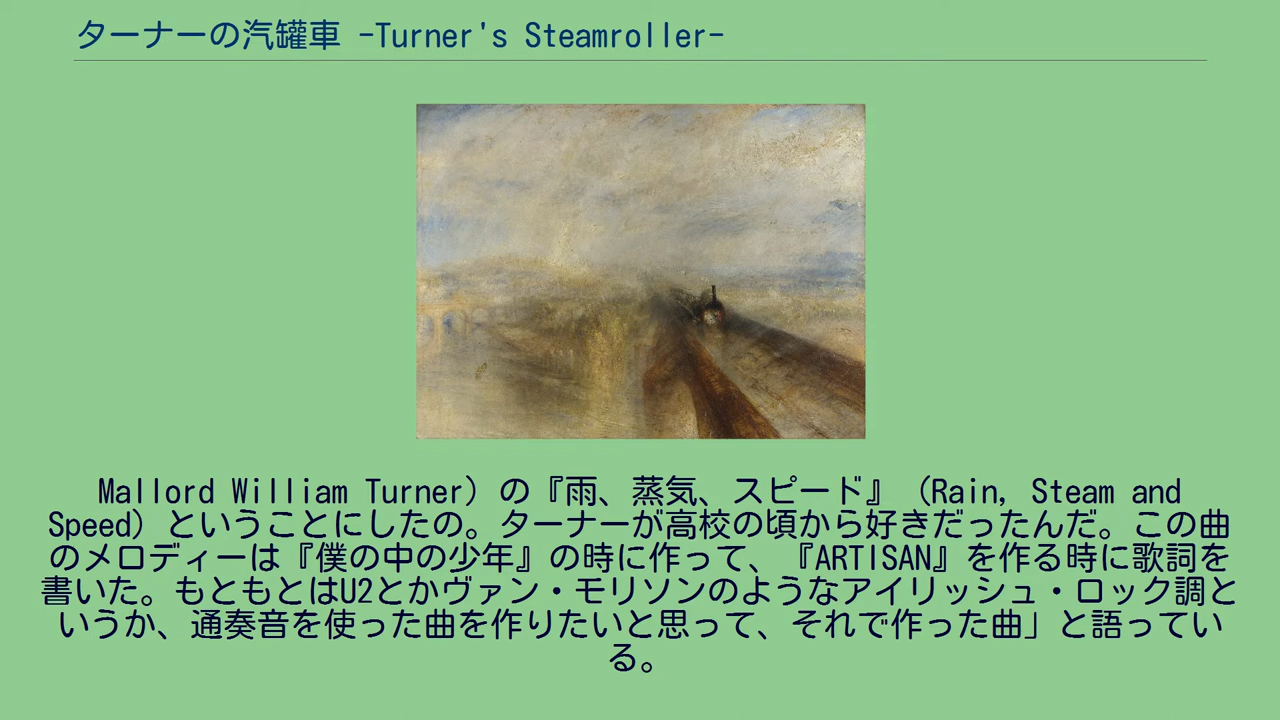 ターナーの汽罐車 -Turner's Steamroller-
Mallord William Turner）の『雨、蒸気、スピード』（Rain, Steam and
Speed）ということにしたの。ターナーが高校の頃から好きだったんだ。この曲
のメロディーは『僕の中の少年』の時に作って、『ARTISAN』を作る時に歌詞を
書いた。もともとはU2とかヴァン・モリソンのようなアイリッシュ・ロック調と
いうか、通奏音を使った曲を作りたいと思って、それで作った曲」と語ってい
る。